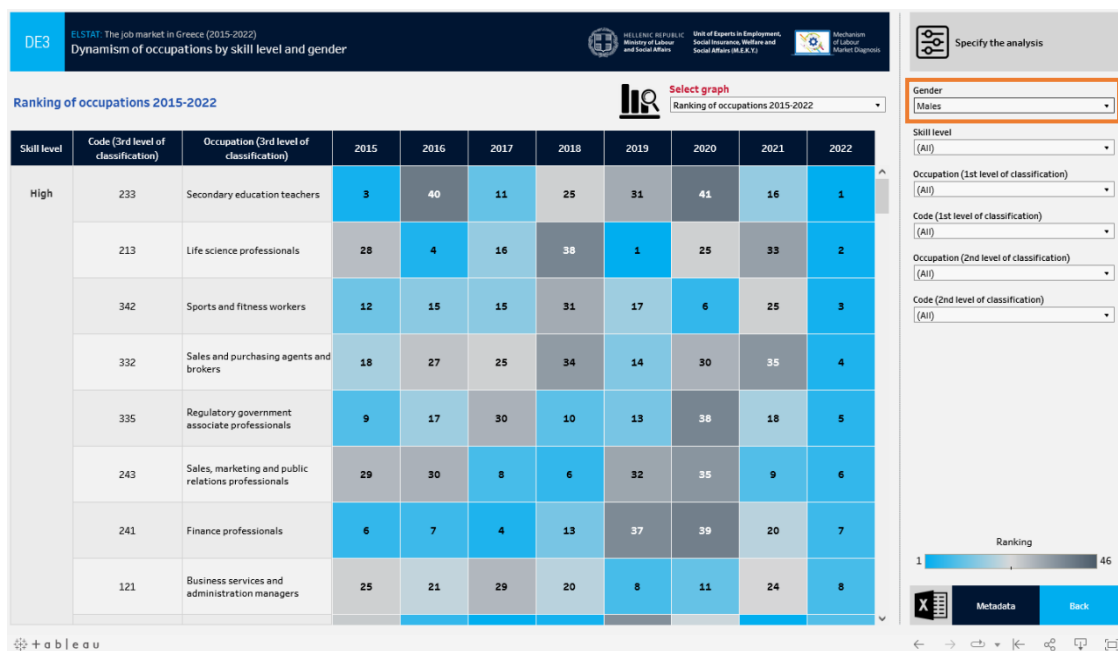 DE3
ELSTAT: The job market in Greece (2015-2022)
Dynamism of occupations by skill level and gender
HELLENIC REPUBLIC
Ministry of Labour
and Social Affairs
Unit of Experts in Employment,
Social Insurance, Welfare and
Social Affairs (M.E.K.Y.)
Mechanism
of Labour
Market Diagnosis
Specify the analysis
Ranking of occupations 2015-2022
Select graph
Ranking of occupations 2015-2022
Gender
Males
Skill level
(All)
Occupation (1st level of classification)
(All)
Code (1st level of classification)
(All)
Occupation (2nd level of classification)
(All)
Code (2nd level of classification)
(All)
Skill level
Code (3rd level of
classification)
Occupation (3rd level of
classification)
2015 2016 2017 2018 2019 2020 2021 2022
High
233 Secondary education teachers 3 40 11 25 31 41 16 1
213 Life science professionals 28 4 16 38 1 25 33 2
342 Sports and fitness workers 12 15 15 31 17 6 25 3
332 Sales and purchasing agents and
brokers 18 27 25 34 14 30 35 4
335 Regulatory government
associate professionals 9 17 30 10 13 38 18 5
243 Sales, marketing and public
relations professionals 29 30 8 6 32 35 9 6
241 Finance professionals 6 7 4 13 37 39 20 7
121 Business services and
administration managers 25 21 29 20 8 11 24 8
Ranking
1 46
Metadata
Back
+ableau